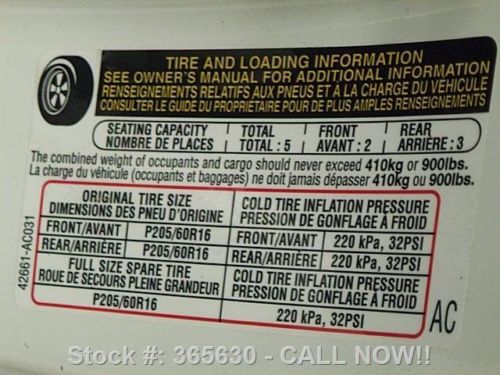 TIRE AND LOADING INFORMATION
SEE OWNER'S MANUAL FOR ADDITIONAL INFORMATION
RENSEIGNEMENTS RELATIFS AUX PNEUS ET A LA CHARGE DU VÉHICULE
CONSULTER LE GUIDE DU PROPRIÉTAIRE POUR DE PLUS AMPLES RENSEIGNEMENTS
SEATING CAPACITY TOTAL FRONT REAR
NOMBRE DE PLACES TOTAL : 5 AVANT : 2 ARRIÈRE : 3
The combined weight of occupants and cargo should never exceed 410kg or 900lbs.
La charge du véhicule (occupants et bagages) ne doit jamais dépasser 410kg ou 900lbs.
ORIGINAL TIRE SIZE COLD TIRE INFLATION PRESSURE
DIMENSIONS DES PNEU D'ORIGINE PRESSION DE GONFLAGE À FROID
FRONT/AVANT P205/60R16 FRONT/AVANT 220 kPa, 32PSI
REAR/ARRIÈRE P205/60R16 REAR/ARRIÈRE 220 kPa, 32PSI
FULL SIZE SPARE TIRE COLD TIRE INFLATION PRESSURE
ROUE DE SECOURS PLEINE GRANDEUR PRESSION DE GONFLAGE À FROID
P205/60R16 220 kPa, 32PSI
42661-AC031
AC
Stock #: 365630 - CALL NOW!!